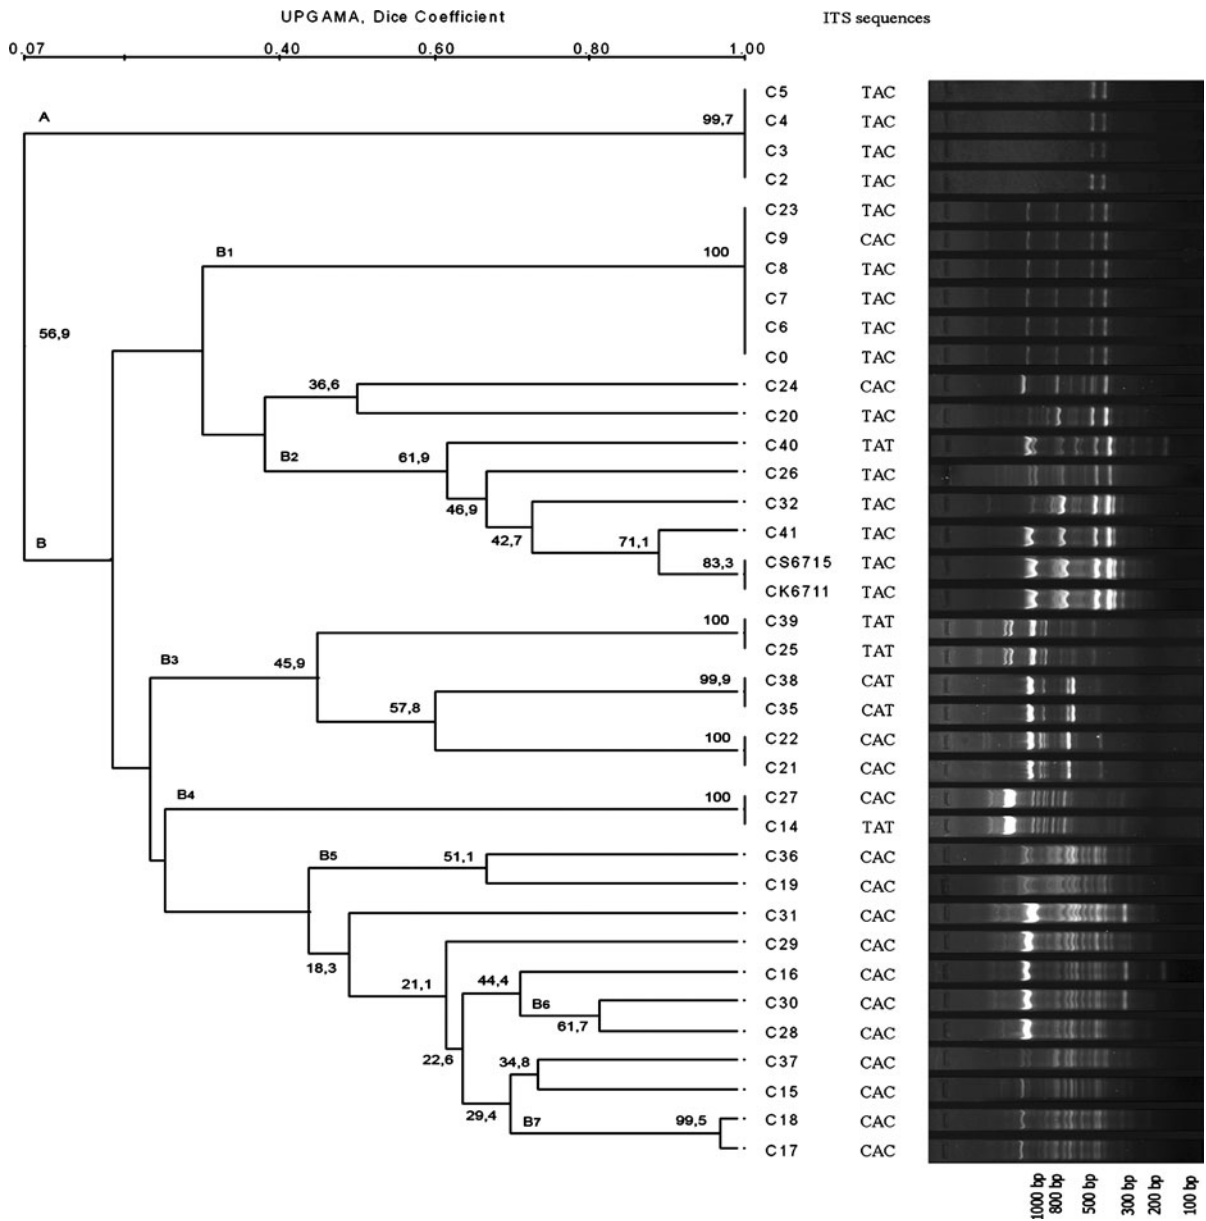 UPGAMA, Dice Coefficient ITS sequences
0.07 0.40 0.60 0.80 1.00
C5 TAC
A 99,7 C4 TAC
C3 TAC
C2 TAC
C23 TAC
B1 100 C9 CAC
C8 TAC
C7 TAC
56,9 C6 TAC
C0 TAC
36,6 C24 CAC
C20 TAC
B2 61,9 C40 TAT
C26 TAC
46,9 C32 TAC
42,7 71,1 C41 TAC
B 83,3 CS6715 TAC
CK6711 TAC
100 C39 TAT
B3 45,9 C25 TAT
99,9 C38 CAT
57,8 C35 CAT
100 C22 CAC
C21 CAC
B4 100 C27 CAC
C14 TAT
B5 51,1 C36 CAC
C19 CAC
C31 CAC
18,3 C29 CAC
21,1 44,4 C16 CAC
B6 C30 CAC
61,7 C28 CAC
22,6 34,8 C37 CAC
C15 CAC
29,4 B7 99,5 C18 CAC
C17 CAC
1000 bp
800 bp
500 bp
300 bp
200 bp
100 bp